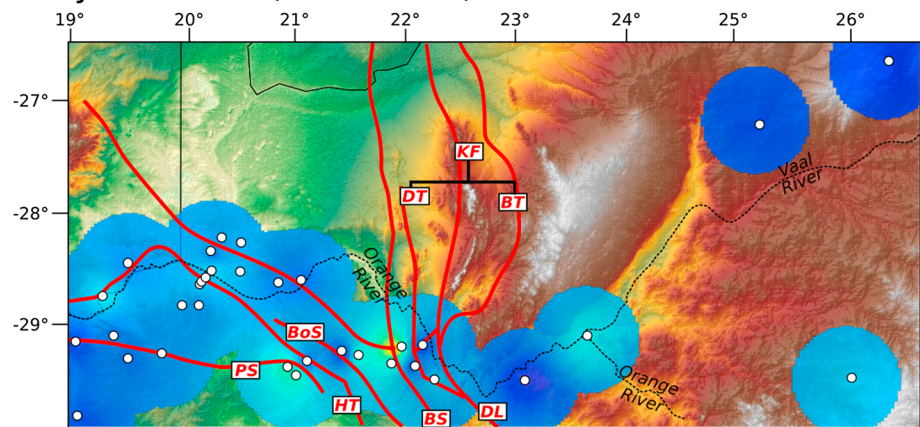 19° 20° 21° 22° 23° 24° 25° 26°
-27°
KF
Vaal
River
DT
BT
-28°
Orange
River
-29°
BoS
PS
Orange
River
HT
BS
DL